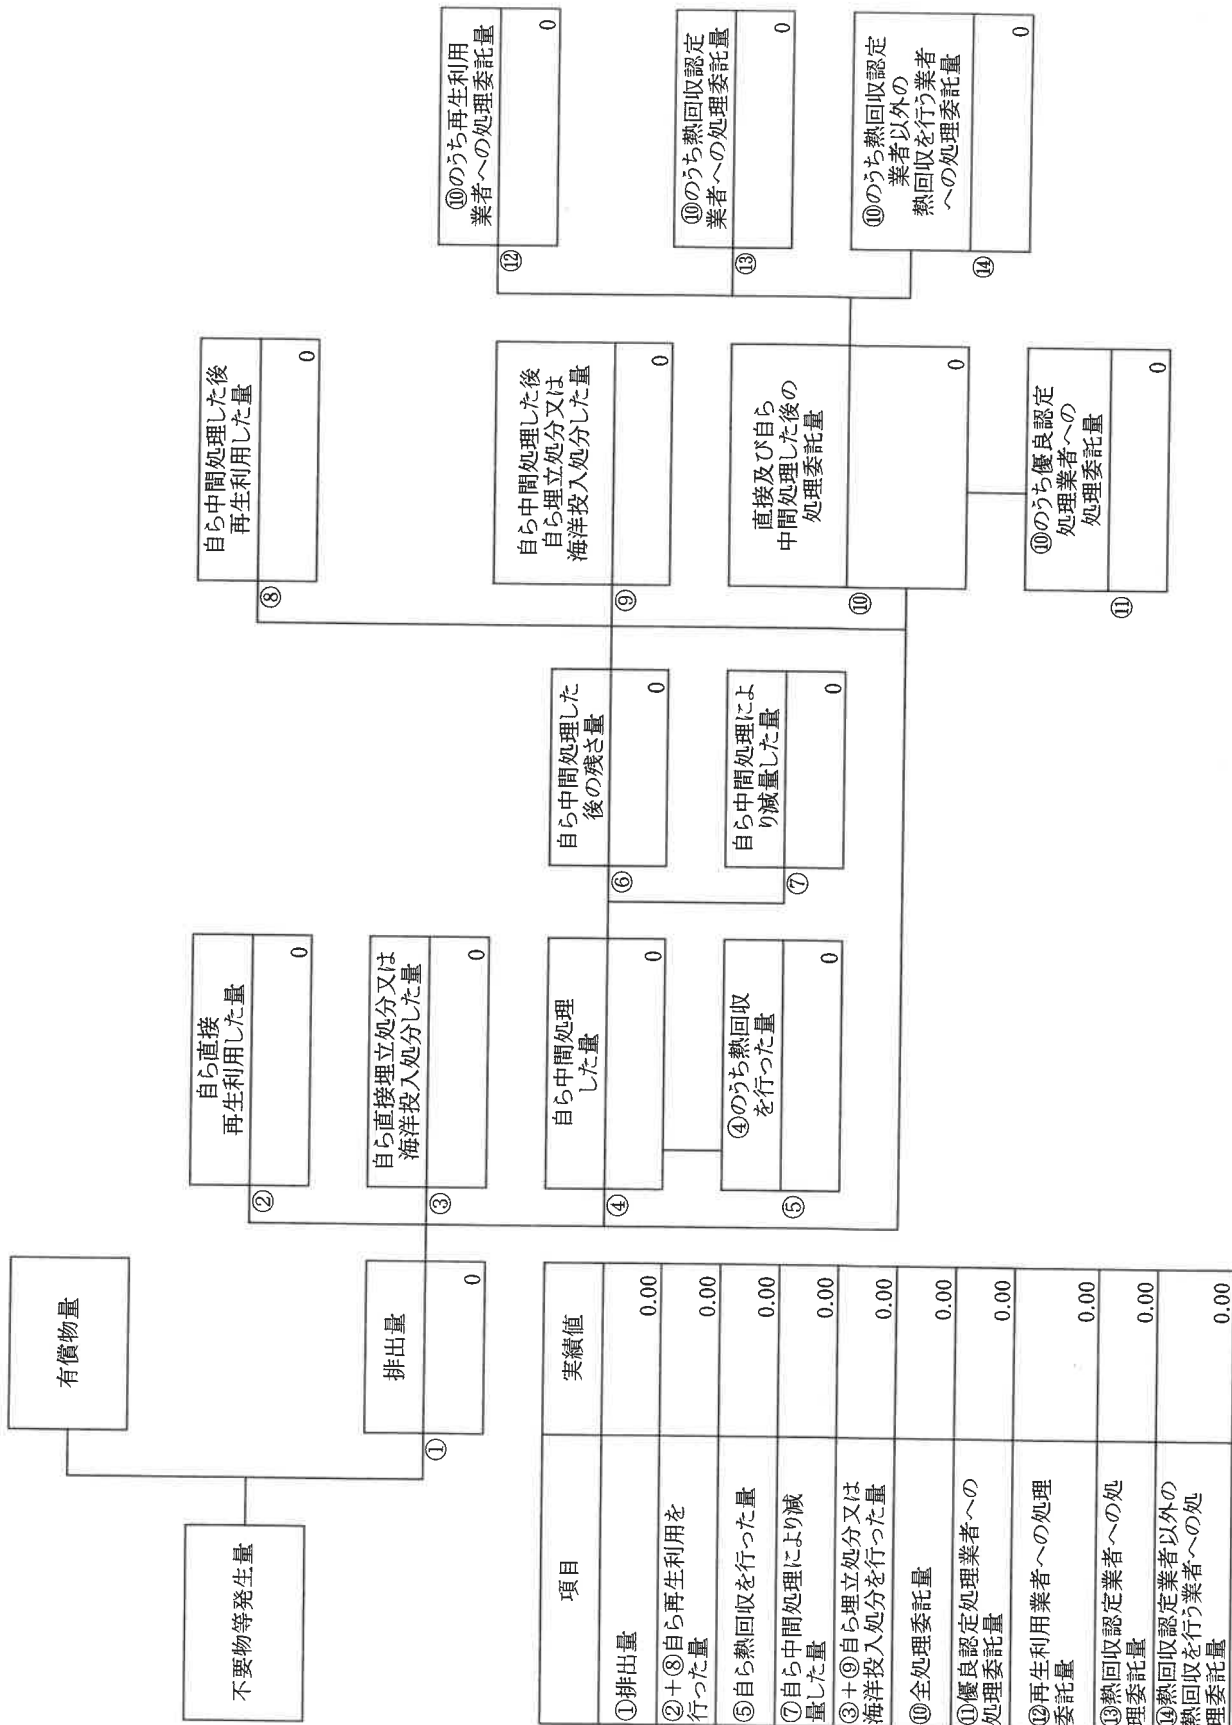 不要物等発生量
有償物量
①
排出量
0
②
自ら直接
再生利用した量
0
③
自ら直接埋立処分又は
海洋投入処分した量
0
④
自ら中間処理
した量
0
⑤
④のうち熱回収
を行った量
0
⑥
自ら中間処理した
後の残さ量
0
⑦
自ら中間処理によ
り減量した量
0
⑧
自ら中間処理した後
再生利用した量
0
⑨
自ら中間処理した後
自ら埋立処分又は
海洋投入処分した量
0
⑩
直接及び自ら
中間処理した後の
処理委託量
0
⑪
⑩のうち優良認定
処理業者への
処理委託量
0
⑫
⑩のうち再生利用
業者への処理委託量
0
⑬
⑩のうち熱回収認定
業者への処理委託量
0
⑭
⑩のうち熱回収認定
業者以外の
熱回収を行う業者
への処理委託量
0
項目
実績値
①排出量
0.00
②+⑧自ら再生利用を
行った量
0.00
⑤自ら熱回収を行った量
0.00
⑦自ら中間処理により減
量した量
0.00
③+⑨自ら埋立処分又は
海洋投入処分を行った量
0.00
⑩全処理委託量
0.00
⑪優良認定処理業者への
処理委託量
0.00
⑫再生利用業者への処理
委託量
0.00
⑬熱回収認定業者への処
理委託量
0.00
⑭熱回収認定業者以外の
熱回収を行う業者への処
理委託量
0.00